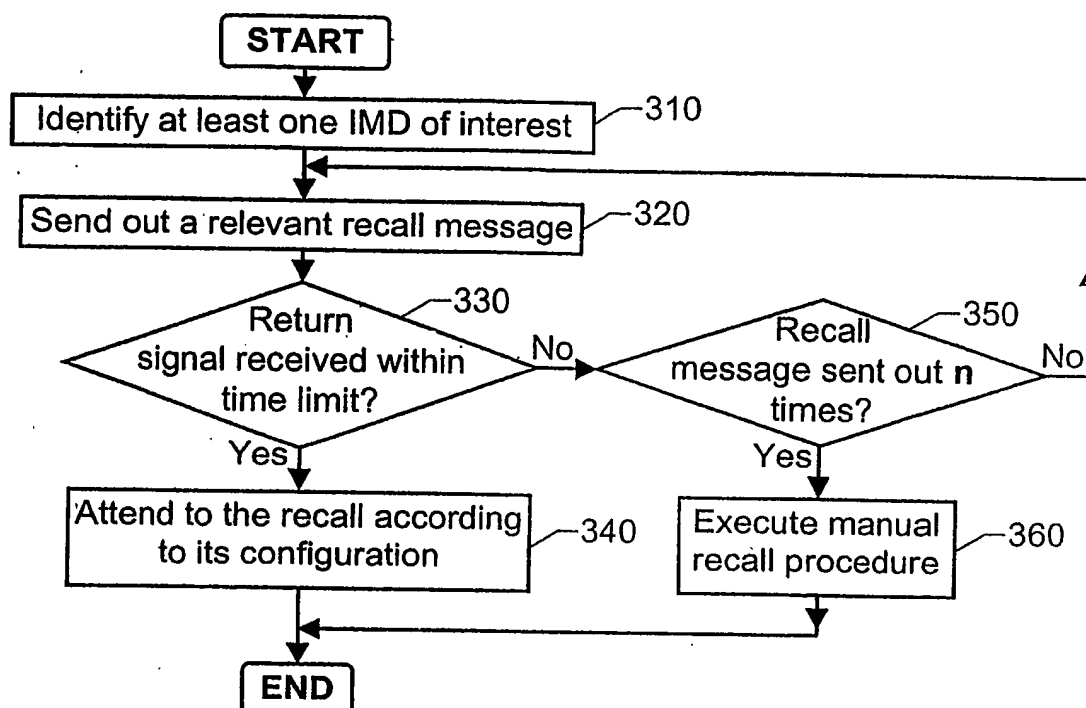 START
Identify at least one IMD of interest
310
Send out a relevant recall message
320
Return
signal received within
time limit?
330
No
Recall
message sent out n
times?
350
No
Yes
Yes
Attend to the recall according
to its configuration
340
Execute manual
recall procedure
360
END